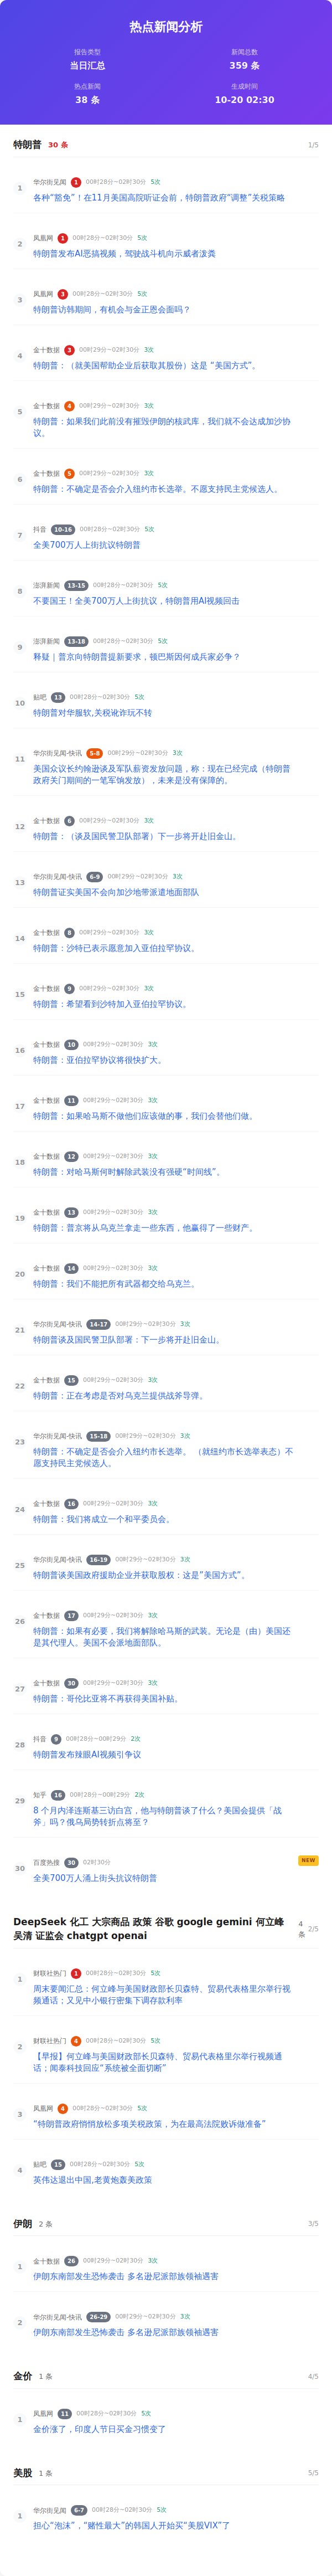 热点新闻分析
报告类型
当日汇总
新闻总数
359 条
热点新闻
38 条
生成时间
10-20 02:30
特朗普 30 条 1/5
1
华尔街见闻 1 00时28分~02时30分 5次
各种“豁免”！在11月美国高院听证会前，特朗普政府“调整”关税策略
2
凤凰网 1 00时28分~02时30分 5次
特朗普发布AI恶搞视频，驾驶战斗机向示威者泼粪
3
凤凰网 3 00时28分~02时30分 5次
特朗普访韩期间，有机会与金正恩会面吗？
4
金十数据 3 00时29分~02时30分 3次
特朗普：（就美国帮助企业后获取其股份）这是 “美国方式”。
5
金十数据 4 00时29分~02时30分 3次
特朗普：如果我们此前没有摧毁伊朗的核武库，我们就不会达成加沙协
议。
6
金十数据 5 00时29分~02时30分 3次
特朗普：不确定是否会介入纽约市长选举。不愿支持民主党候选人。
7
抖音 10-16 00时28分~02时30分 5次
全美700万人上街抗议特朗普
8
澎湃新闻 13-15 00时28分~02时30分 5次
不要国王！全美700万人上街抗议，特朗普用AI视频回击
9
澎湃新闻 13-18 00时28分~02时30分 5次
释疑｜普京向特朗普提新要求，顿巴斯因何成兵家必争？
10
贴吧 13 00时28分~02时30分 5次
特朗普对华服软,关税讹诈玩不转
11
华尔街见闻-快讯 5-8 00时29分~02时30分 3次
美国众议长约翰逊谈及军队薪资发放问题，称：现在已经完成（特朗普
政府关门期间的一笔军饷发放），未来是没有保障的。
12
金十数据 6 00时29分~02时30分 3次
特朗普：（谈及国民警卫队部署）下一步将开赴旧金山。
13
华尔街见闻-快讯 6-9 00时29分~02时30分 3次
特朗普证实美国不会向加沙地带派遣地面部队
14
金十数据 8 00时29分~02时30分 3次
特朗普：沙特已表示愿意加入亚伯拉罕协议。
15
金十数据 9 00时29分~02时30分 3次
特朗普：希望看到沙特加入亚伯拉罕协议。
16
金十数据 10 00时29分~02时30分 3次
特朗普：亚伯拉罕协议将很快扩大。
17
金十数据 11 00时29分~02时30分 3次
特朗普：如果哈马斯不做他们应该做的事，我们会替他们做。
18
金十数据 12 00时29分~02时30分 3次
特朗普：对哈马斯何时解除武装没有强硬“时间线”。
19
金十数据 13 00时29分~02时30分 3次
特朗普：普京将从乌克兰拿走一些东西，他赢得了一些财产。
20
金十数据 14 00时29分~02时30分 3次
特朗普：我们不能把所有武器都交给乌克兰。
21
华尔街见闻-快讯 14-17 00时29分~02时30分 3次
特朗普谈及国民警卫队部署：下一步将开赴旧金山。
22
金十数据 15 00时29分~02时30分 3次
特朗普：正在考虑是否对乌克兰提供战斧导弹。
23
华尔街见闻-快讯 15-18 00时29分~02时30分 3次
特朗普：不确定是否会介入纽约市长选举。 （就纽约市长选举表态）不
愿支持民主党候选人。
24
金十数据 16 00时29分~02时30分 3次
特朗普：我们将成立一个和平委员会。
25
华尔街见闻-快讯 16-19 00时29分~02时30分 3次
特朗普谈美国政府援助企业并获取股权：这是“美国方式”。
26
金十数据 17 00时29分~02时30分 3次
特朗普：如果有必要，我们将解除哈马斯的武装。无论是（由）美国还
是其代理人。美国不会派地面部队。
27
金十数据 30 00时29分~02时30分 3次
特朗普：哥伦比亚将不再获得美国补贴。
28
抖音 9 00时28分~00时29分 2次
特朗普发布辣眼AI视频引争议
29
知乎 16 00时28分~00时29分 2次
8 个月内泽连斯基三访白宫，他与特朗普谈了什么？美国会提供「战
斧」吗？俄乌局势转折点将至？
30
百度热搜 30 02时30分 NEW
全美700万人涌上街头抗议特朗普
DeepSeek 化工 大宗商品 政策 谷歌 google gemini 何立峰
吴清 证监会 chatgpt openai
4
条
2/5
1
财联社热门 1 00时28分~02时30分 5次
周末要闻汇总：何立峰与美国财政部长贝森特、贸易代表格里尔举行视
频通话；又见中小银行密集下调存款利率
2
财联社热门 4 00时28分~02时30分 5次
【早报】何立峰与美国财政部长贝森特、贸易代表格里尔举行视频通
话；闻泰科技回应“系统被全面切断”
3
凤凰网 4 00时28分~02时30分 5次
“特朗普政府悄悄放松多项关税政策，为在最高法院败诉做准备”
4
贴吧 15 00时28分~02时30分 5次
英伟达退出中国,老黄炮轰美政策
伊朗 2 条 3/5
1
金十数据 26 00时29分~02时30分 3次
伊朗东南部发生恐怖袭击 多名逊尼派部族领袖遇害
2
华尔街见闻-快讯 26-29 00时29分~02时30分 3次
伊朗东南部发生恐怖袭击 多名逊尼派部族领袖遇害
金价 1 条 4/5
1
凤凰网 11 00时28分~02时30分 5次
金价涨了，印度人节日买金习惯变了
美股 1 条 5/5
1
华尔街见闻 6-7 00时28分~02时30分 5次
担心“泡沫”，“赌性最大”的韩国人开始买“美股VIX”了